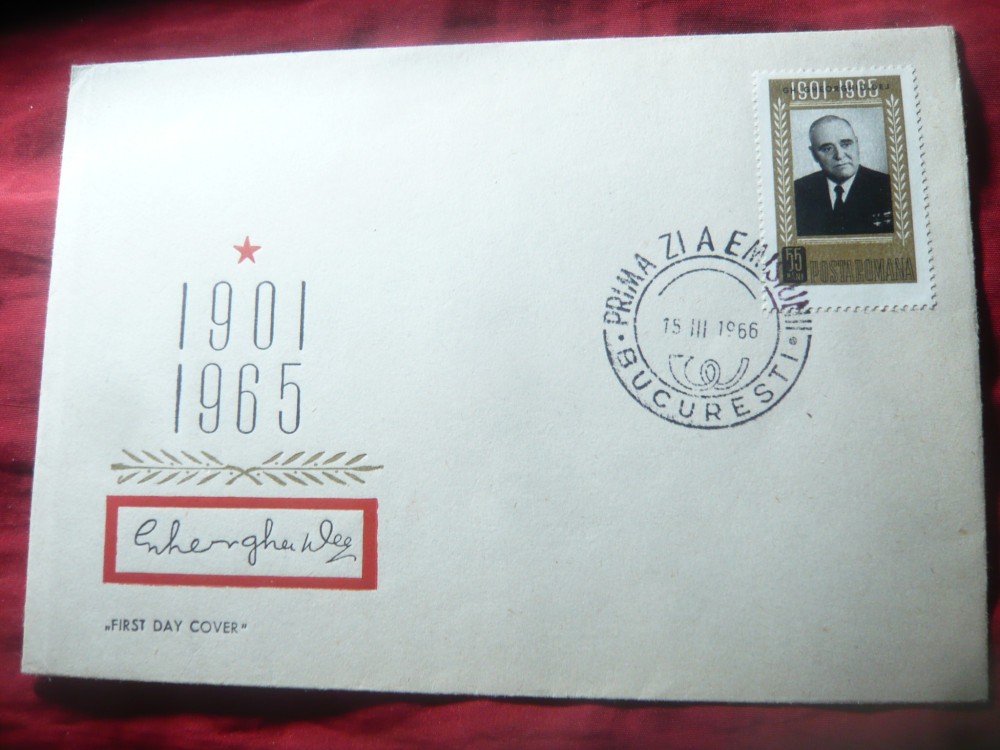 1901-1965
55
POSTA ROMANA
PRIMA ZI A EMISIUNII
15 III 1966
BUCURESTI
1901
1965
Gheorghiu Dej
„FIRST DAY COVER"